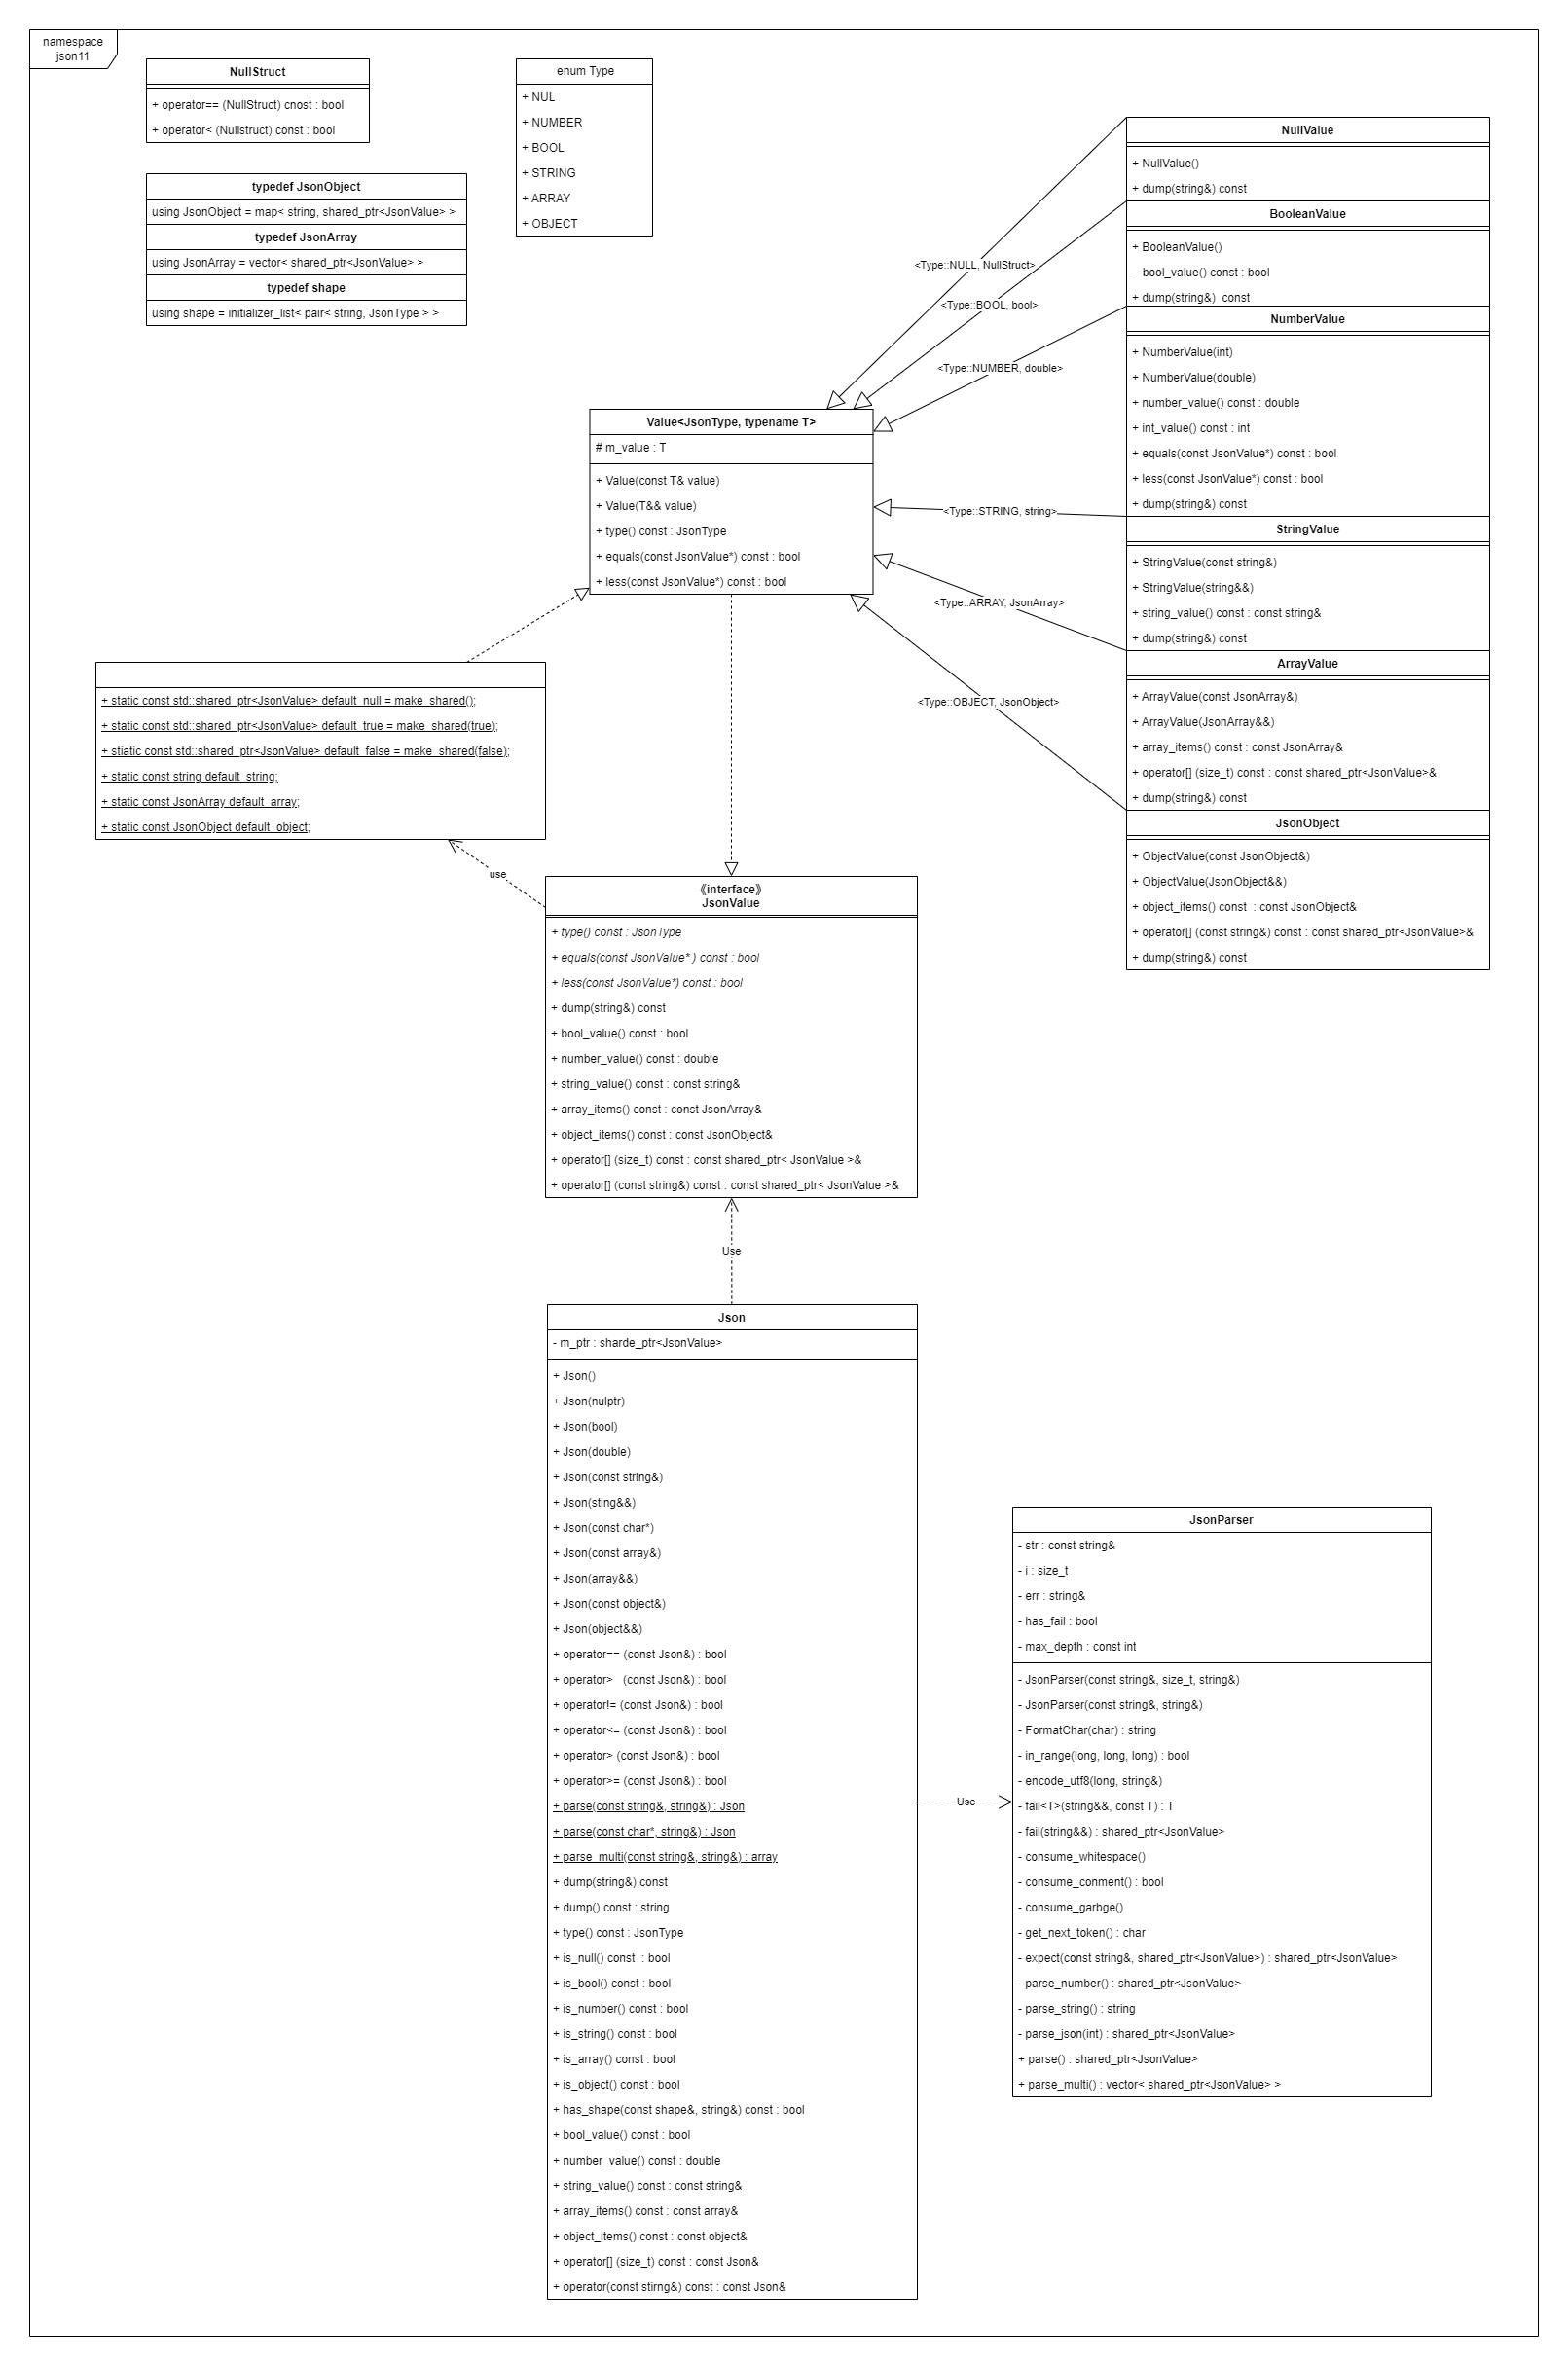 namespace
json11
NullStruct
+ operator== (NullStruct) cnost : bool
+ operator< (Nullstruct) const : bool
typedef JsonObject
using JsonObject = map< string, shared_ptr<JsonValue> >
typedef JsonArray
using JsonArray = vector< shared_ptr<JsonValue> >
typedef shape
using shape = initializer_list< pair< string, JsonType > >
enum Type
+ NUL
+ NUMBER
+ BOOL
+ STRING
+ ARRAY
+ OBJECT
NullValue
+ NullValue()
+ dump(string&) const
BooleanValue
+ BooleanValue()
- bool_value() const : bool
+ dump(string&) const
NumberValue
+ NumberValue(int)
+ NumberValue(double)
+ number_value() const : double
+ int_value() const : int
+ equals(const JsonValue*) const : bool
+ less(const JsonValue*) const : bool
+ dump(string&) const
StringValue
+ StringValue(const string&)
+ StringValue(string&&)
+ string_value() const : const string&
+ dump(string&) const
ArrayValue
+ ArrayValue(const JsonArray&)
+ ArrayValue(JsonArray&&)
+ array_items() const : const JsonArray&
+ operator[] (size_t) const : const shared_ptr<JsonValue>&
+ dump(string&) const
JsonObject
+ ObjectValue(const JsonObject&)
+ ObjectValue(JsonObject&&)
+ object_items() const : const JsonObject&
+ operator[] (const string&) const : const shared_ptr<JsonValue>&
+ dump(string&) const
<Type::NULL, NullStruct>
<Type::BOOL, bool>
<Type::NUMBER, double>
<Type::STRING, string>
<Type::ARRAY, JsonArray>
<Type::OBJECT, JsonObject>
Value<JsonType, typename T>
# m_value : T
+ Value(const T& value)
+ Value(T&& value)
+ type() const : JsonType
+ equals(const JsonValue*) const : bool
+ less(const JsonValue*) const : bool
+ static const std::shared_ptr<JsonValue> default_null = make_shared();
+ static const std::shared_ptr<JsonValue> default_true = make_shared(true);
+ stiatic const std::shared_ptr<JsonValue> default_false = make_shared(false);
+ static const string default_string;
+ static const JsonArray default_array;
+ static const JsonObject default_object;
use
《interface》
JsonValue
+ type() const : JsonType
+ equals(const JsonValue* ) const : bool
+ less(const JsonValue*) const : bool
+ dump(string&) const
+ bool_value() const : bool
+ number_value() const : double
+ string_value() const : const string&
+ array_items() const : const JsonArray&
+ object_items() const : const JsonObject&
+ operator[] (size_t) const : const shared_ptr< JsonValue >&
+ operator[] (const string&) const : const shared_ptr< JsonValue >&
Use
Json
- m_ptr : sharde_ptr<JsonValue>
+ Json()
+ Json(nulptr)
+ Json(bool)
+ Json(double)
+ Json(const string&)
+ Json(sting&&)
+ Json(const char*)
+ Json(const array&)
+ Json(array&&)
+ Json(const object&)
+ Json(object&&)
+ operator== (const Json&) : bool
+ operator> (const Json&) : bool
+ operator!= (const Json&) : bool
+ operator<= (const Json&) : bool
+ operator> (const Json&) : bool
+ operator>= (const Json&) : bool
+ parse(const string&, string&) : Json
+ parse(const char*, string&) : Json
+ parse_multi(const string&, string&) : array
+ dump(string&) const
+ dump() const : string
+ type() const : JsonType
+ is_null() const : bool
+ is_bool() const : bool
+ is_number() const : bool
+ is_string() const : bool
+ is_array() const : bool
+ is_object() const : bool
+ has_shape(const shape&, string&) const : bool
+ bool_value() const : bool
+ number_value() const : double
+ string_value() const : const string&
+ array_items() const : const array&
+ object_items() const : const object&
+ operator[] (size_t) const : const Json&
+ operator(const stirng&) const : const Json&
Use
JsonParser
- str : const string&
- i : size_t
- err : string&
- has_fail : bool
- max_depth : const int
- JsonParser(const string&, size_t, string&)
- JsonParser(const string&, string&)
- FormatChar(char) : string
- in_range(long, long, long) : bool
- encode_utf8(long, string&)
- fail<T>(string&&, const T) : T
- fail(string&&) : shared_ptr<JsonValue>
- consume_whitespace()
- consume_conment() : bool
- consume_garbge()
- get_next_token() : char
- expect(const string&, shared_ptr<JsonValue>) : shared_ptr<JsonValue>
- parse_number() : shared_ptr<JsonValue>
- parse_string() : string
- parse_json(int) : shared_ptr<JsonValue>
+ parse() : shared_ptr<JsonValue>
+ parse_multi() : vector< shared_ptr<JsonValue> >